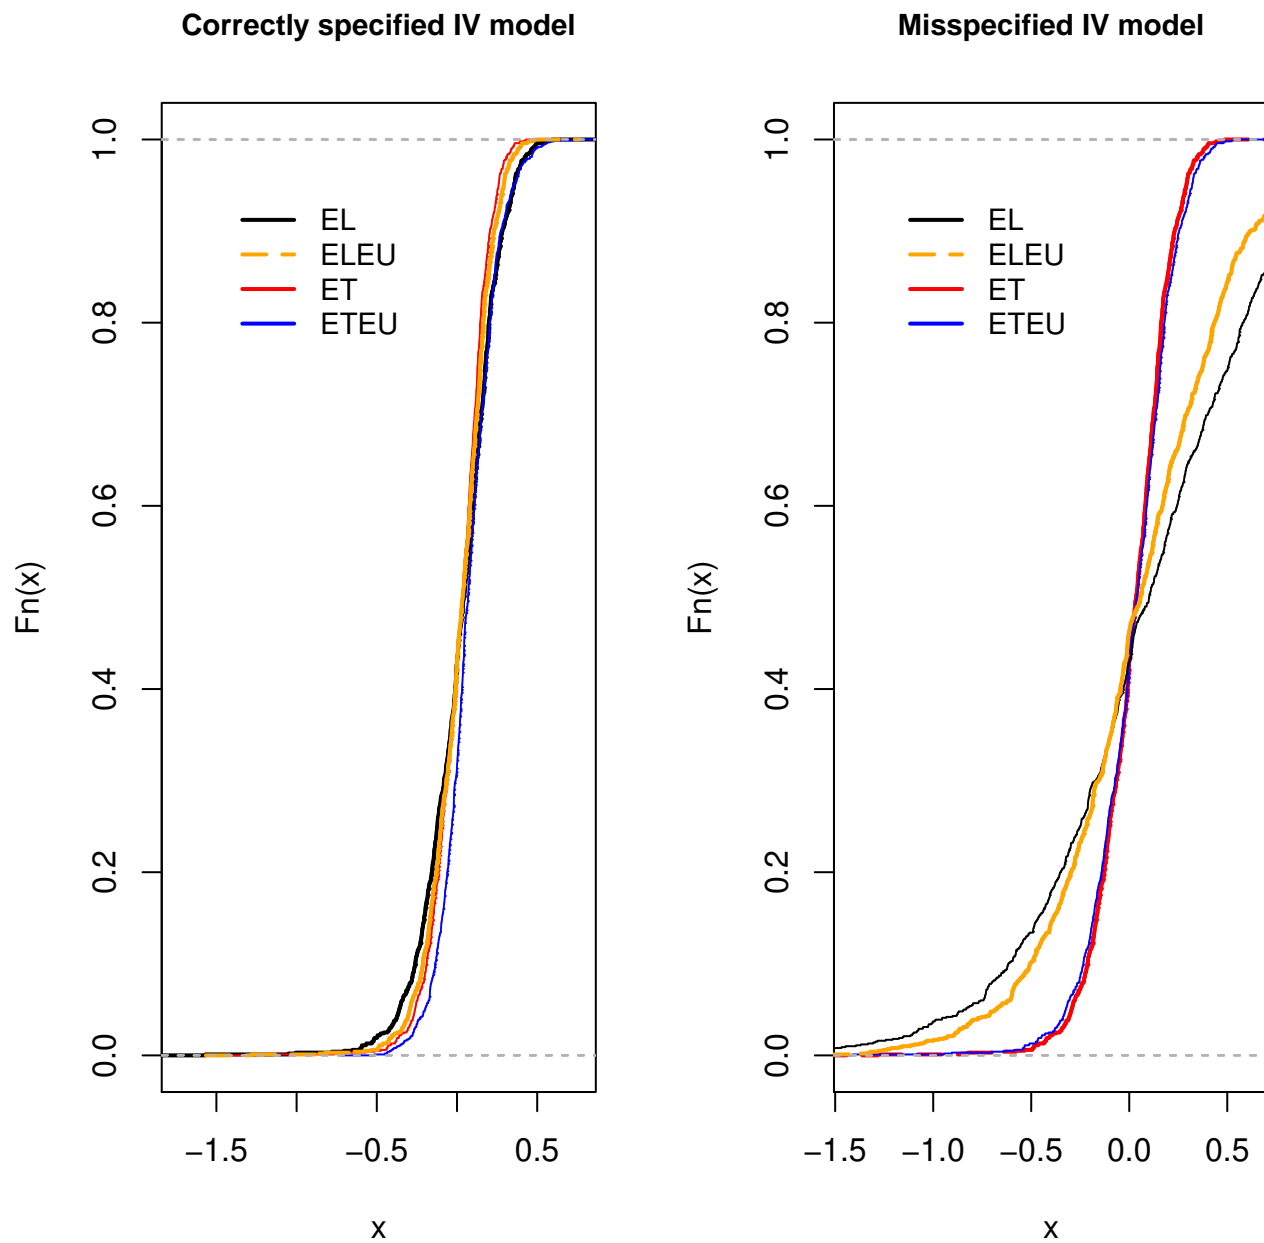 Correctly specified IV model
Fn(x)
1.0
0.8
0.6
0.4
0.2
0.0
EL
ELEU
ET
ETEU
−1.5
−0.5
0.5
x
Misspecified IV model
Fn(x)
1.0
0.8
0.6
0.4
0.2
0.0
EL
ELEU
ET
ETEU
−1.5
−1.0
−0.5
0.0
0.5
x